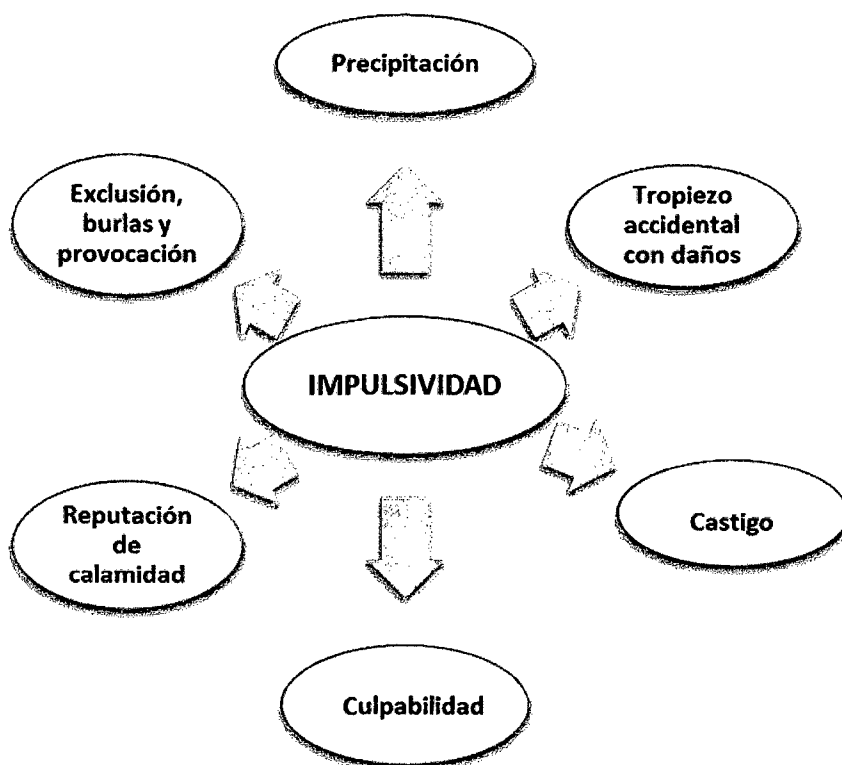 Precipitación
Exclusión,
burlas y
provocación
Tropiezo
accidental
con daños
IMPULSIVIDAD
Reputación
de
calamidad
Castigo
Culpabilidad